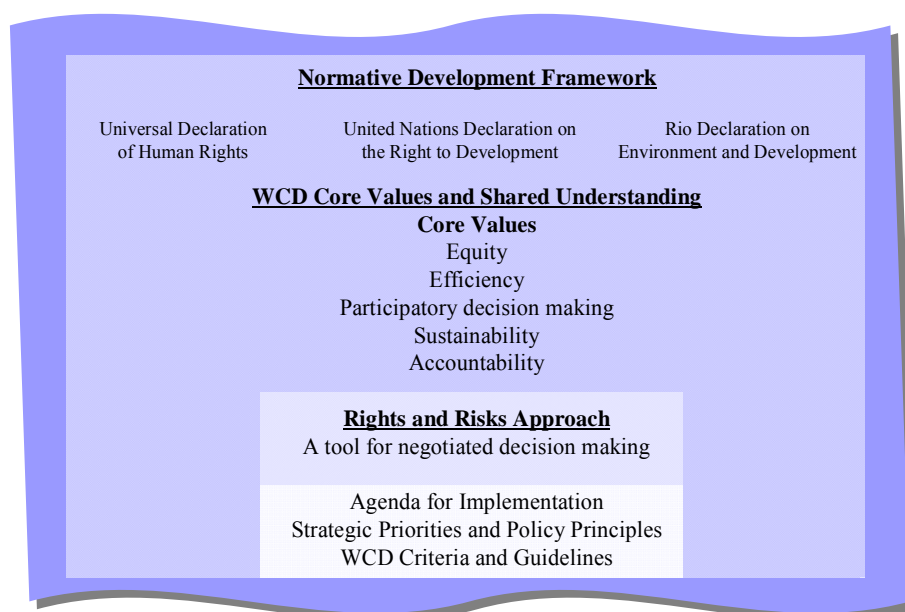 Normative Development Framework
Universal Declaration
of Human Rights
United Nations Declaration on
the Right to Development
Rio Declaration on
Environment and Development
WCD Core Values and Shared Understanding
Core Values
Equity
Efficiency
Participatory decision making
Sustainability
Accountability
Rights and Risks Approach
A tool for negotiated decision making
Agenda for Implementation
Strategic Priorities and Policy Principles
WCD Criteria and Guidelines